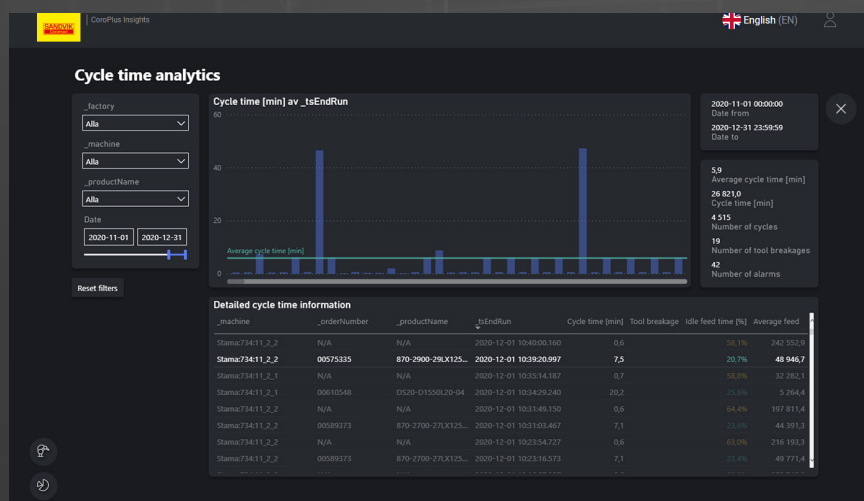 SANDVIK
Coromant
CoroPlus Insights
English (EN)
Cycle time analytics
_factory
Alla
_machine
Alla
_productName
Alla
Date
2020-11-01 2020-12-31
Reset filters
Cycle time [min] av _tsEndRun
60
40
20
0
Average cycle time [min]
2020-11-01 00:00:00
Date from
2020-12-31 23:59:59
Date to
5,9
Average cycle time [min]
26 821,0
Cycle time [min]
4 515
Number of cycles
19
Number of tool breakages
42
Number of alarms
Detailed cycle time information
_machine _orderNumber _productName _tsEndRun Cycle time [min] Tool breakage Idle feed time [%] Average feed
Stama:734:11_2_2 N/A N/A 2020-12-01 10:40:00.160 0,6 58,1% 242 552,9
Stama:734:11_2_2 00575335 870-2900-29LX125... 2020-12-01 10:39:20.997 7,5 20,7% 48 946,7
Stama:734:11_2_1 N/A N/A 2020-12-01 10:35:14.187 0,7 58,8% 32 282,1
Stama:734:11_2_1 00610548 DS20-D1550L20-04 2020-12-01 10:34:29.240 20,2 25,6% 5 264,4
Stama:734:11_2_2 N/A N/A 2020-12-01 10:31:49.150 0,6 64,4% 197 811,4
Stama:734:11_2_2 00589373 870-2700-27LX125... 2020-12-01 10:31:03.467 7,1 23,6% 44 391,3
Stama:734:11_2_2 N/A N/A 2020-12-01 10:23:54.727 0,6 63,0% 216 193,3
Stama:734:11_2_2 00589373 870-2700-27LX125... 2020-12-01 10:23:16.573 7,1 23,4% 49 771,4